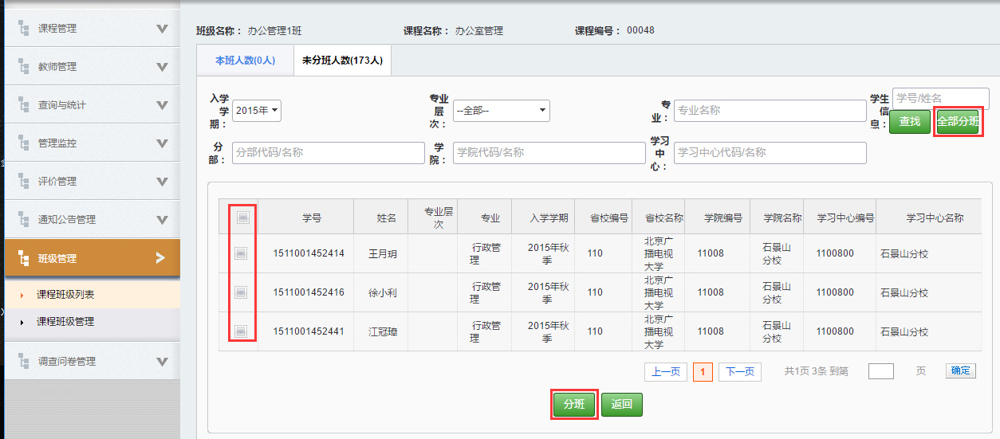 课程管理
教师管理
查询与统计
管理监控
评价管理
通知公告管理
班级管理
课程班级列表
课程班级管理
调查问卷管理
班级名称： 办公管理1班 课程名称： 办公室管理 课程编号： 00048
本班人数(0人) 未分班人数(173人)
入学学期： 2015年 专业层次： --全部-- 专业： 专业名称 学生信息： 学号/姓名
查找 全部分班
分部： 分部代码/名称 学院： 学院代码/名称 学习中心： 学习中心代码/名称
学号 姓名 专业层次 专业 入学学期 省校编号 省校名称 学院编号 学院名称 学习中心编号 学习中心名称
1511001452414 王月玥 行政管理 2015年秋季 110 北京广播电视大学 11008 石景山分校 1100800 石景山分校
1511001452416 徐小利 行政管理 2015年秋季 110 北京广播电视大学 11008 石景山分校 1100800 石景山分校
1511001452441 江冠璋 行政管理 2015年秋季 110 北京广播电视大学 11008 石景山分校 1100800 石景山分校
上一页 1 下一页 共1页 3条 到第 页 确定
分班 返回